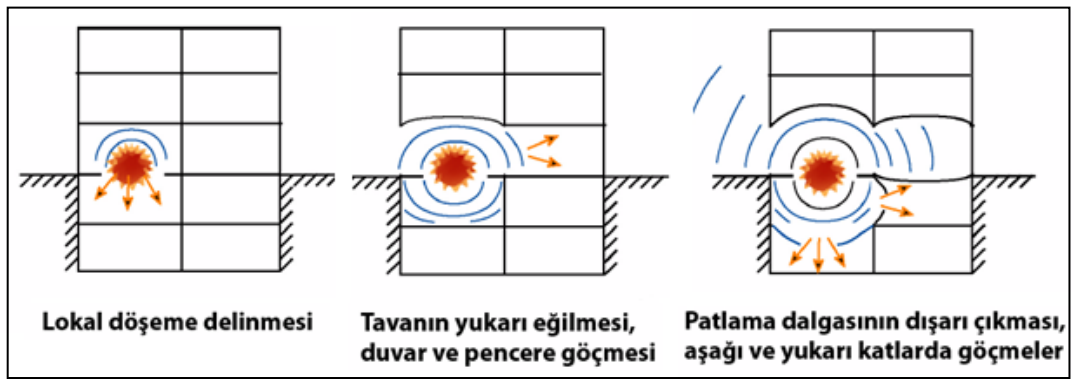 Lokal döşeme delinmesi
Tavanın yukarı eğilmesi,
duvar ve pencere göçmesi
Patlama dalgasının dışarı çıkması,
aşağı ve yukarı katlarda göçmeler